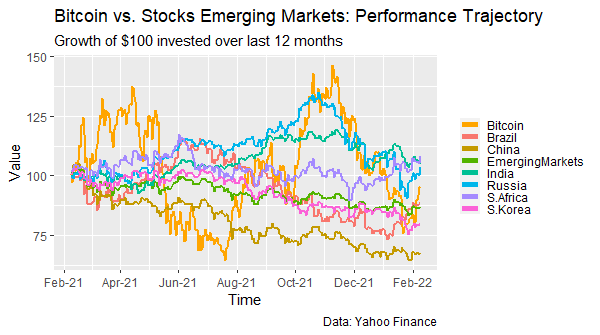 Bitcoin vs. Stocks Emerging Markets: Performance Trajectory
Growth of $100 invested over last 12 months
150
125
100
75
Value
Feb-21 Apr-21 Jun-21 Aug-21 Oct-21 Dec-21 Feb-22
Time
Bitcoin
Brazil
China
EmergingMarkets
India
Russia
S.Africa
S.Korea
Data: Yahoo Finance